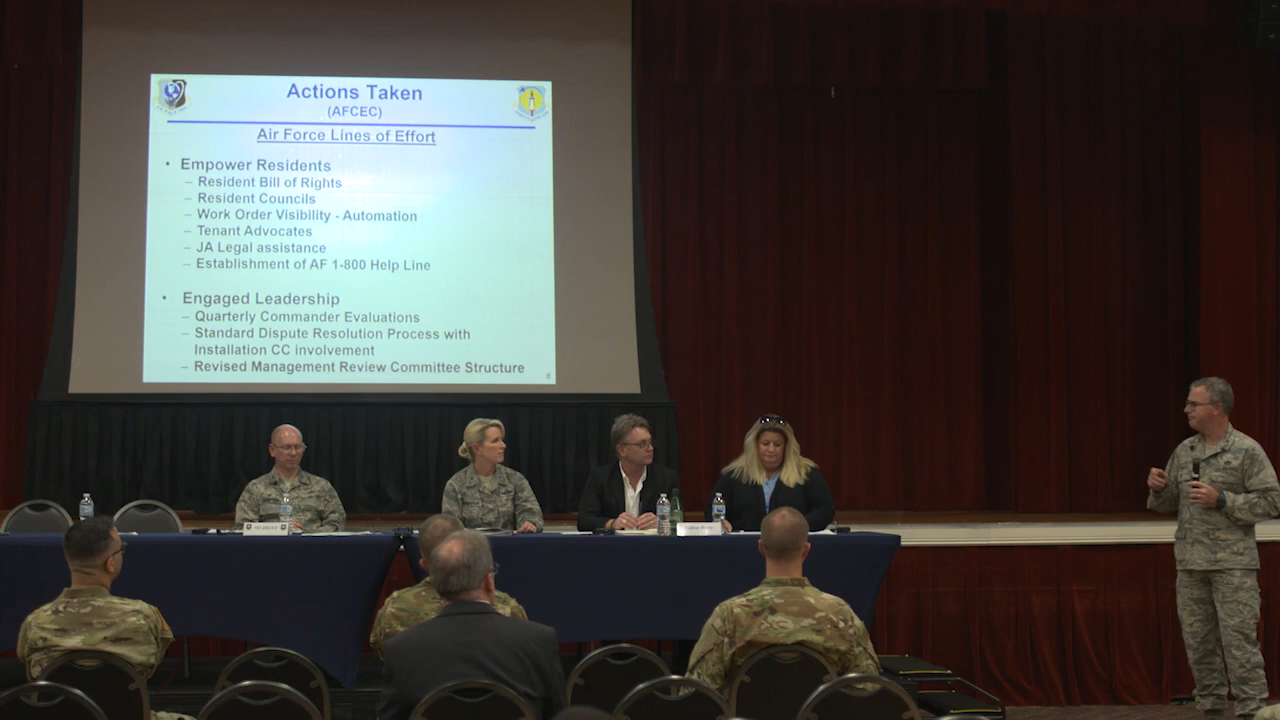 Actions Taken
(AFCEC)
Air Force Lines of Effort
• Empower Residents
– Resident Bill of Rights
– Resident Councils
– Work Order Visibility - Automation
– Tenant Advocates
– JA Legal assistance
– Establishment of AF 1-800 Help Line
• Engaged Leadership
– Quarterly Commander Evaluations
– Standard Dispute Resolution Process with
Installation CC involvement
– Revised Management Review Committee Structure
8